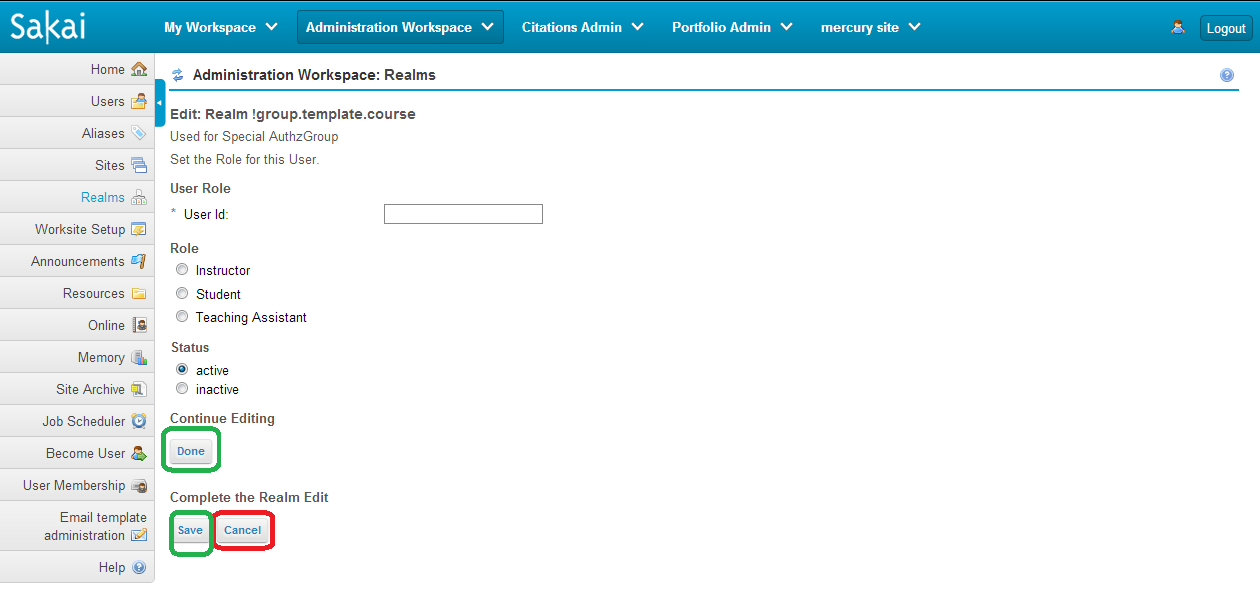 Sakai
My Workspace
Administration Workspace
Citations Admin
Portfolio Admin
mercury site
Logout
Home
Users
Aliases
Sites
Realms
Worksite Setup
Announcements
Resources
Online
Memory
Site Archive
Job Scheduler
Become User
User Membership
Email template
administration
Help
Administration Workspace: Realms
Edit: Realm !group.template.course
Used for Special AuthzGroup
Set the Role for this User.
User Role
* User Id:
Role
Instructor
Student
Teaching Assistant
Status
active
inactive
Continue Editing
Done
Complete the Realm Edit
Save
Cancel